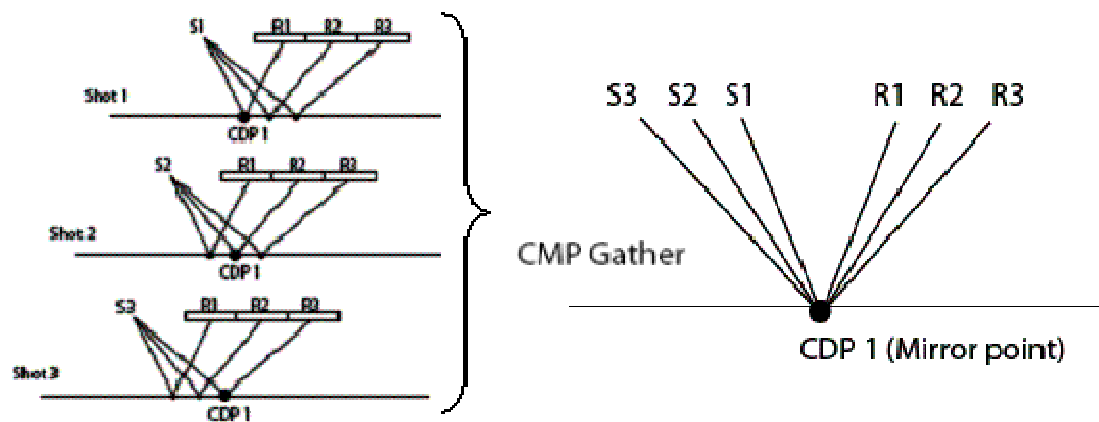 S1 R1 R2 R3
Shot 1
CDP 1
S2 R1 R2 R3
Shot 2
CDP 1
S3 R1 R2 R3
Shot 3
CDP 1
S3 S2 S1 R1 R2 R3
CMP Gather
CDP 1 (Mirror point)